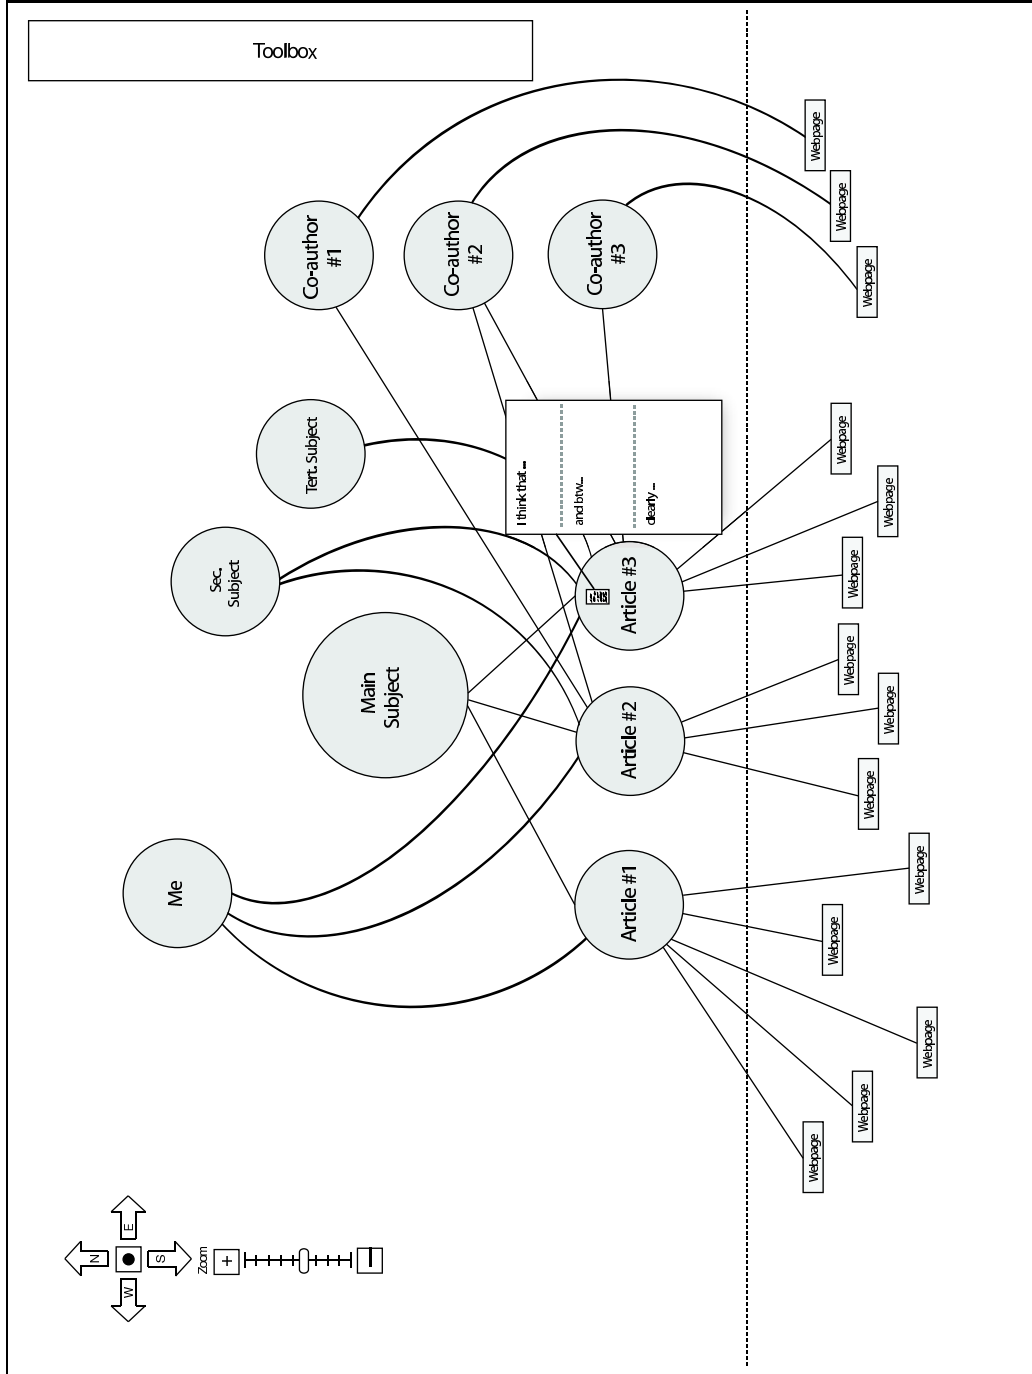 Toolbox
Co-author
#1
Co-author
#2
Co-author
#3
Webpage
Webpage
Webpage
Tert. Subject
Sec.
Subject
Main
Subject
Me
I think that ...
and btw...
clearly ...
Article #3
Article #2
Article #1
Webpage
Webpage
Webpage
Webpage
Webpage
Webpage
Webpage
Webpage
Webpage
Webpage
Webpage
N
E
S
W
Zoom
+